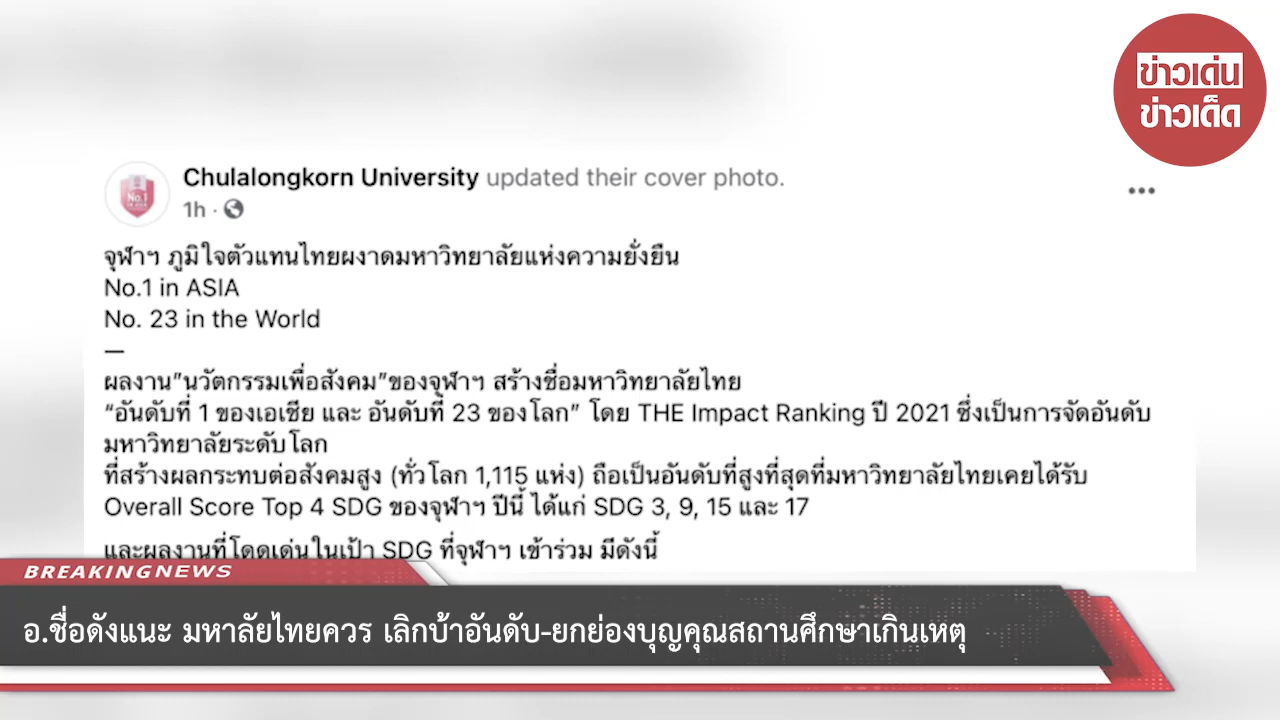 ข่าวเด่น
ข่าวเด็ด
Chulalongkorn University updated their cover photo.
No.1
1h ·
จุฬาฯ ภูมิใจตัวแทนไทยผงาดมหาวิทยาลัยแห่งความยั่งยืน
No.1 in ASIA
No. 23 in the World
—
ผลงาน"นวัตกรรมเพื่อสังคม"ของจุฬาฯ สร้างชื่อมหาวิทยาลัยไทย
"อันดับที่ 1 ของเอเชีย และ อันดับที่ 23 ของโลก" โดย THE Impact Ranking ปี 2021 ซึ่งเป็นการจัดอันดับ
มหาวิทยาลัยระดับโลก
ที่สร้างผลกระทบต่อสังคมสูง (ทั่วโลก 1,115 แห่ง) ถือเป็นอันดับที่สูงที่สุดที่มหาวิทยาลัยไทยเคยได้รับ
Overall Score Top 4 SDG ของจุฬาฯ ปีนี้ ได้แก่ SDG 3, 9, 15 และ 17
และผลงานที่โดดเด่นในเป้า SDG ที่จุฬาฯ เข้าร่วม มีดังนี้
BREAKING NEWS
อ.ชื่อดังแนะ มหาลัยไทยควร เลิกบ้าอันดับ-ยกย่องบุญคุณสถานศึกษาเกินเหตุ